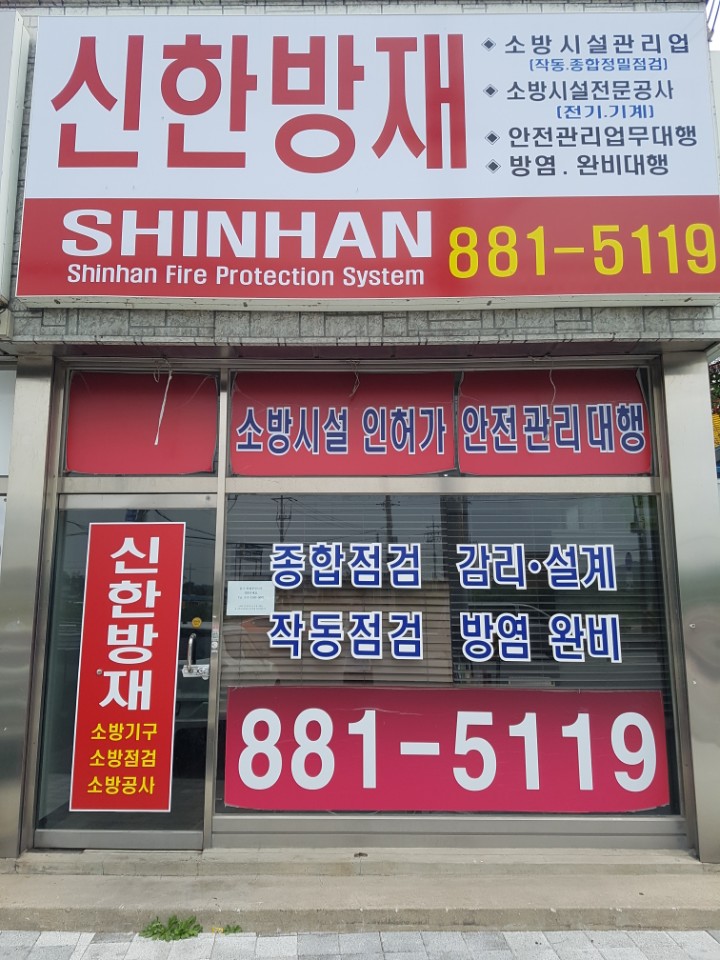 신한방재
◆ 소방시설관리업
(작동.종합정밀점검)
◆ 소방시설전문공사
(전기.기계)
◆ 안전관리업무대행
◆ 방염.완비대행
SHINHAN
Shinhan Fire Protection System
881-5119
소방시설 인허가 안전관리대행
종합점검 감리·설계
작동점검 방염 완비
881-5119
신한방재
소방기구
소방점검
소방공사